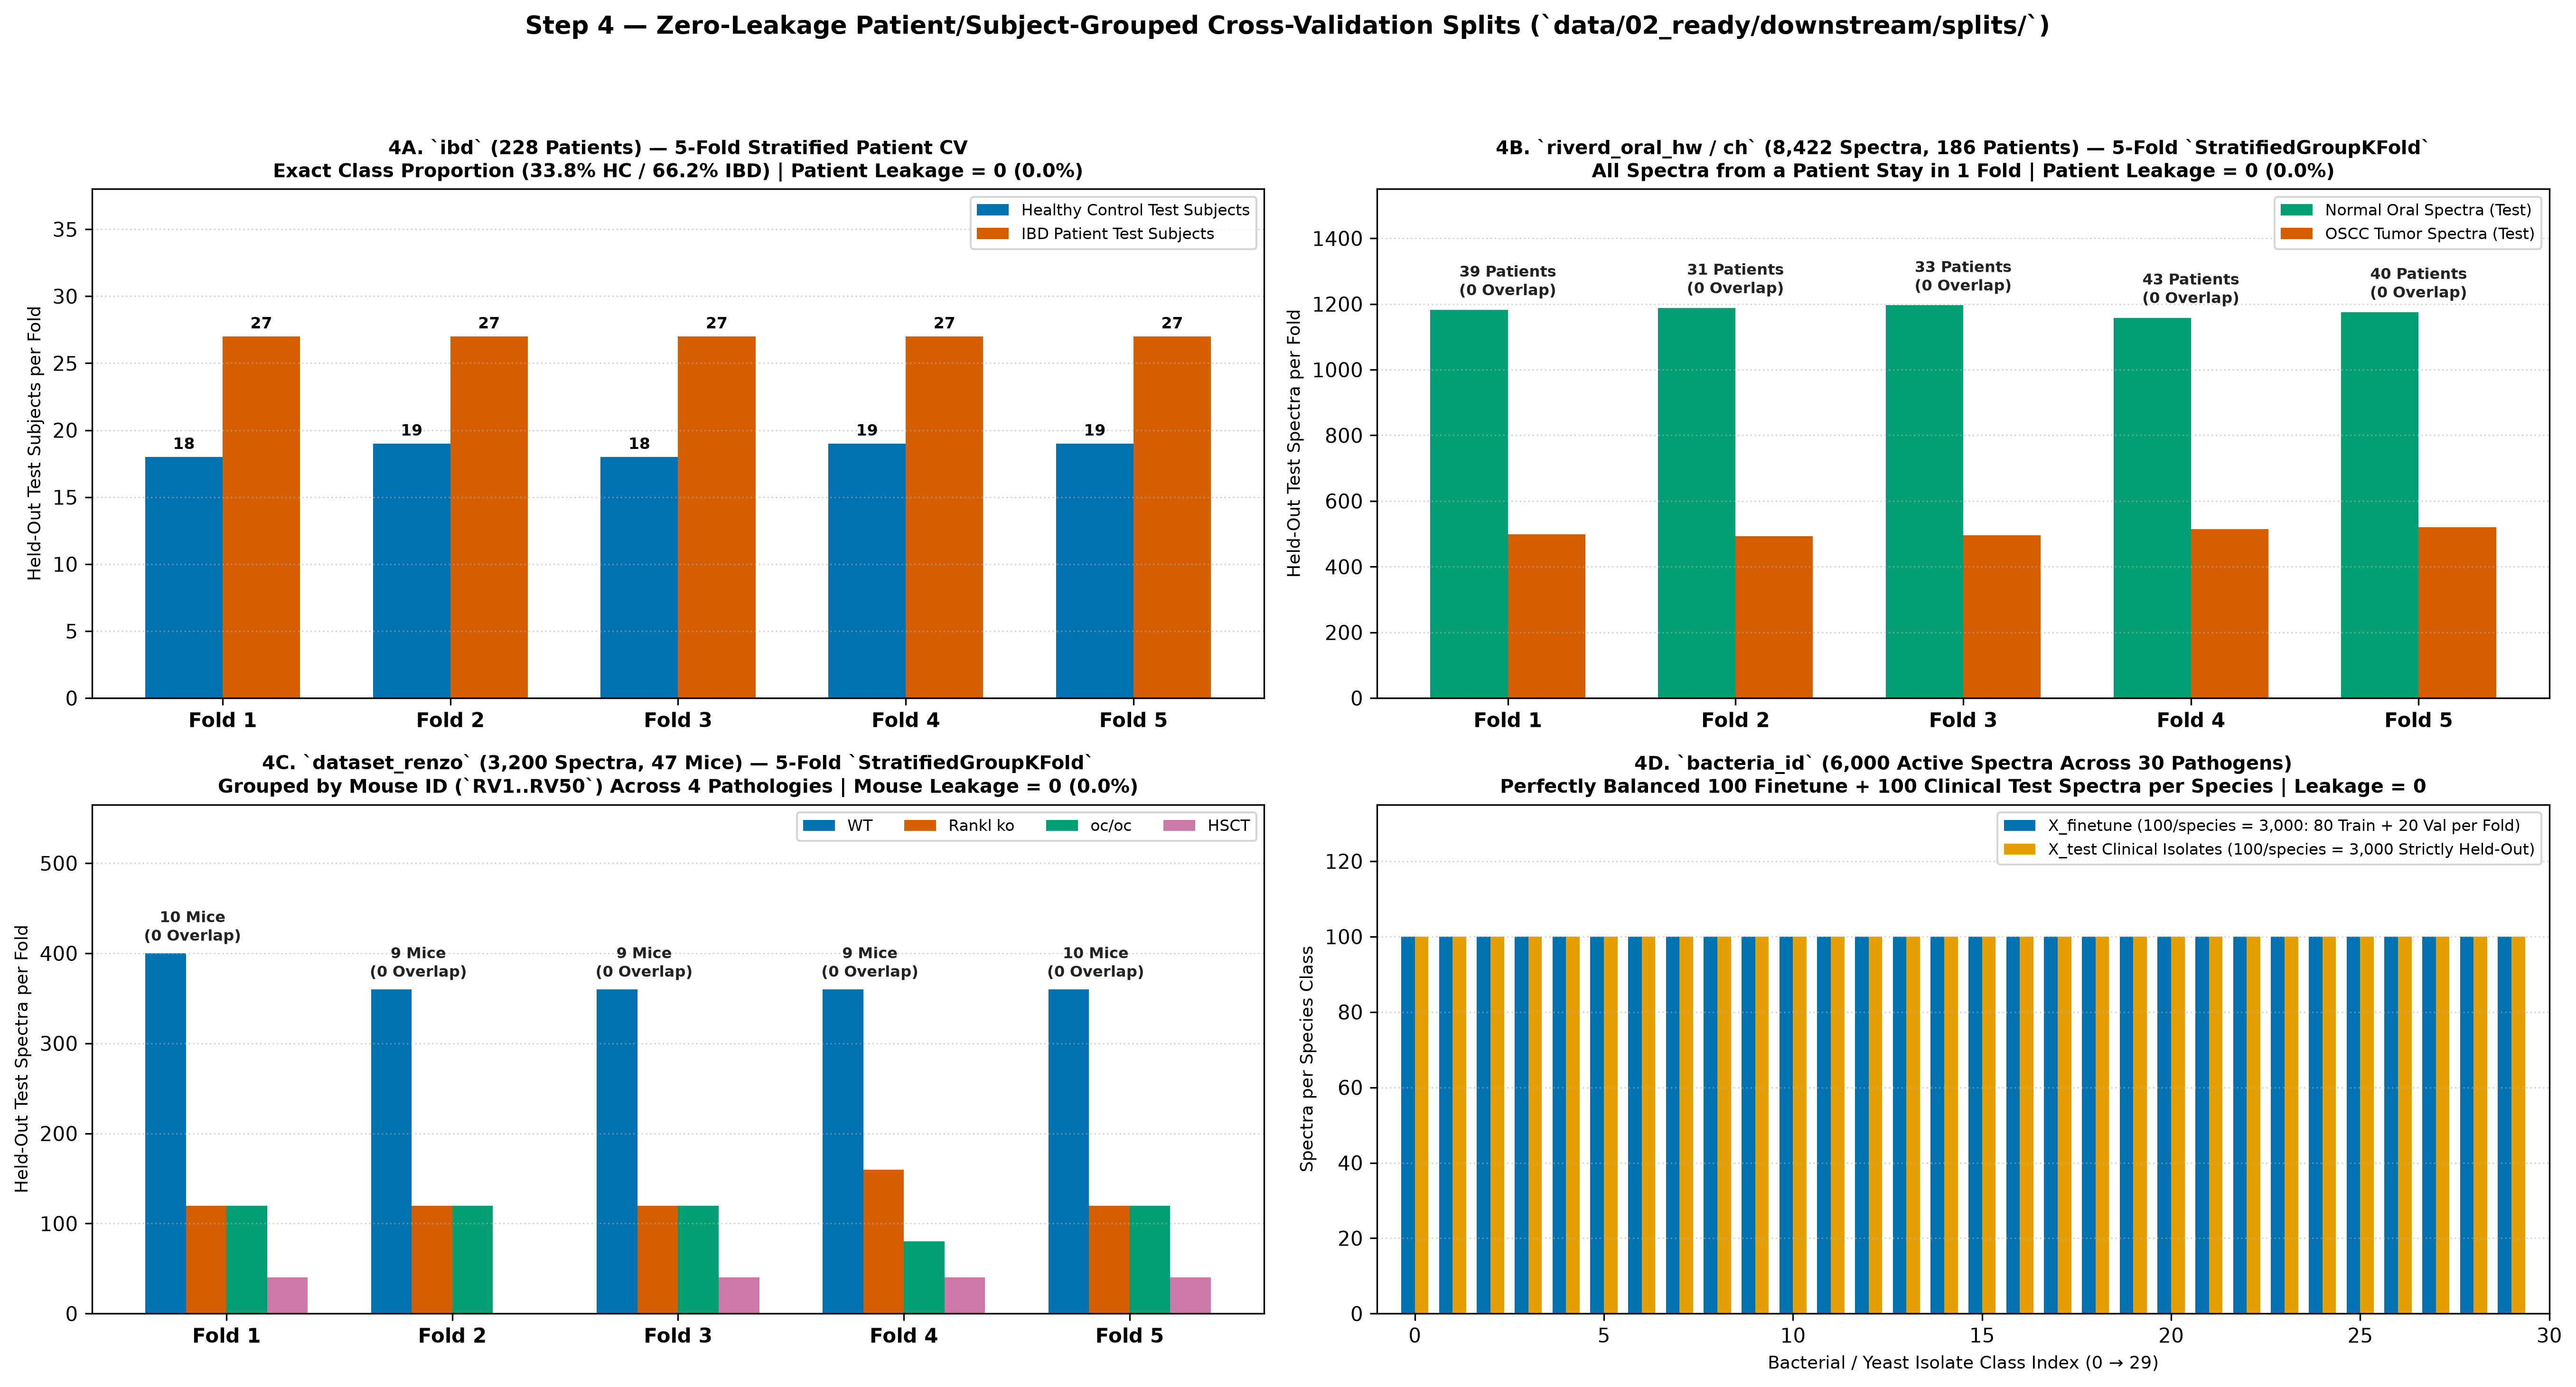 Step 4 — Zero-Leakage Patient/Subject-Grouped Cross-Validation Splits (`data/02_ready/downstream/splits/`)
4A. `ibd` (228 Patients) — 5-Fold Stratified Patient CV
Exact Class Proportion (33.8% HC / 66.2% IBD) | Patient Leakage = 0 (0.0%)
Healthy Control Test Subjects
IBD Patient Test Subjects
Held-Out Test Subjects per Fold
35
30
25
20
15
10
5
0
18
27
19
27
18
27
19
27
19
27
Fold 1
Fold 2
Fold 3
Fold 4
Fold 5
4B. `riverd_oral_hw / ch` (8,422 Spectra, 186 Patients) — 5-Fold `StratifiedGroupKFold`
All Spectra from a Patient Stay in 1 Fold | Patient Leakage = 0 (0.0%)
Normal Oral Spectra (Test)
OSCC Tumor Spectra (Test)
Held-Out Test Spectra per Fold
1400
1200
1000
800
600
400
200
0
39 Patients
(0 Overlap)
31 Patients
(0 Overlap)
33 Patients
(0 Overlap)
43 Patients
(0 Overlap)
40 Patients
(0 Overlap)
Fold 1
Fold 2
Fold 3
Fold 4
Fold 5
4C. `dataset_renzo` (3,200 Spectra, 47 Mice) — 5-Fold `StratifiedGroupKFold`
Grouped by Mouse ID (`RV1..RV50`) Across 4 Pathologies | Mouse Leakage = 0 (0.0%)
WT
Rankl ko
oc/oc
HSCT
Held-Out Test Spectra per Fold
500
400
300
200
100
0
10 Mice
(0 Overlap)
9 Mice
(0 Overlap)
9 Mice
(0 Overlap)
9 Mice
(0 Overlap)
10 Mice
(0 Overlap)
Fold 1
Fold 2
Fold 3
Fold 4
Fold 5
4D. `bacteria_id` (6,000 Active Spectra Across 30 Pathogens)
Perfectly Balanced 100 Finetune + 100 Clinical Test Spectra per Species | Leakage = 0
X_finetune (100/species = 3,000: 80 Train + 20 Val per Fold)
X_test Clinical Isolates (100/species = 3,000 Strictly Held-Out)
Spectra per Species Class
120
100
80
60
40
20
0
0
5
10
15
20
25
30
Bacterial / Yeast Isolate Class Index (0 → 29)